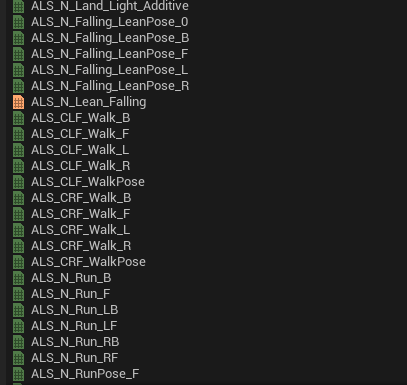 ALS_N_Land_Light_Additive
ALS_N_Falling_LeanPose_0
ALS_N_Falling_LeanPose_B
ALS_N_Falling_LeanPose_F
ALS_N_Falling_LeanPose_L
ALS_N_Falling_LeanPose_R
ALS_N_Lean_Falling
ALS_CLF_Walk_B
ALS_CLF_Walk_F
ALS_CLF_Walk_L
ALS_CLF_Walk_R
ALS_CLF_WalkPose
ALS_CRF_Walk_B
ALS_CRF_Walk_F
ALS_CRF_Walk_L
ALS_CRF_Walk_R
ALS_CRF_WalkPose
ALS_N_Run_B
ALS_N_Run_F
ALS_N_Run_LB
ALS_N_Run_LF
ALS_N_Run_RB
ALS_N_Run_RF
ALS_N_RunPose_F